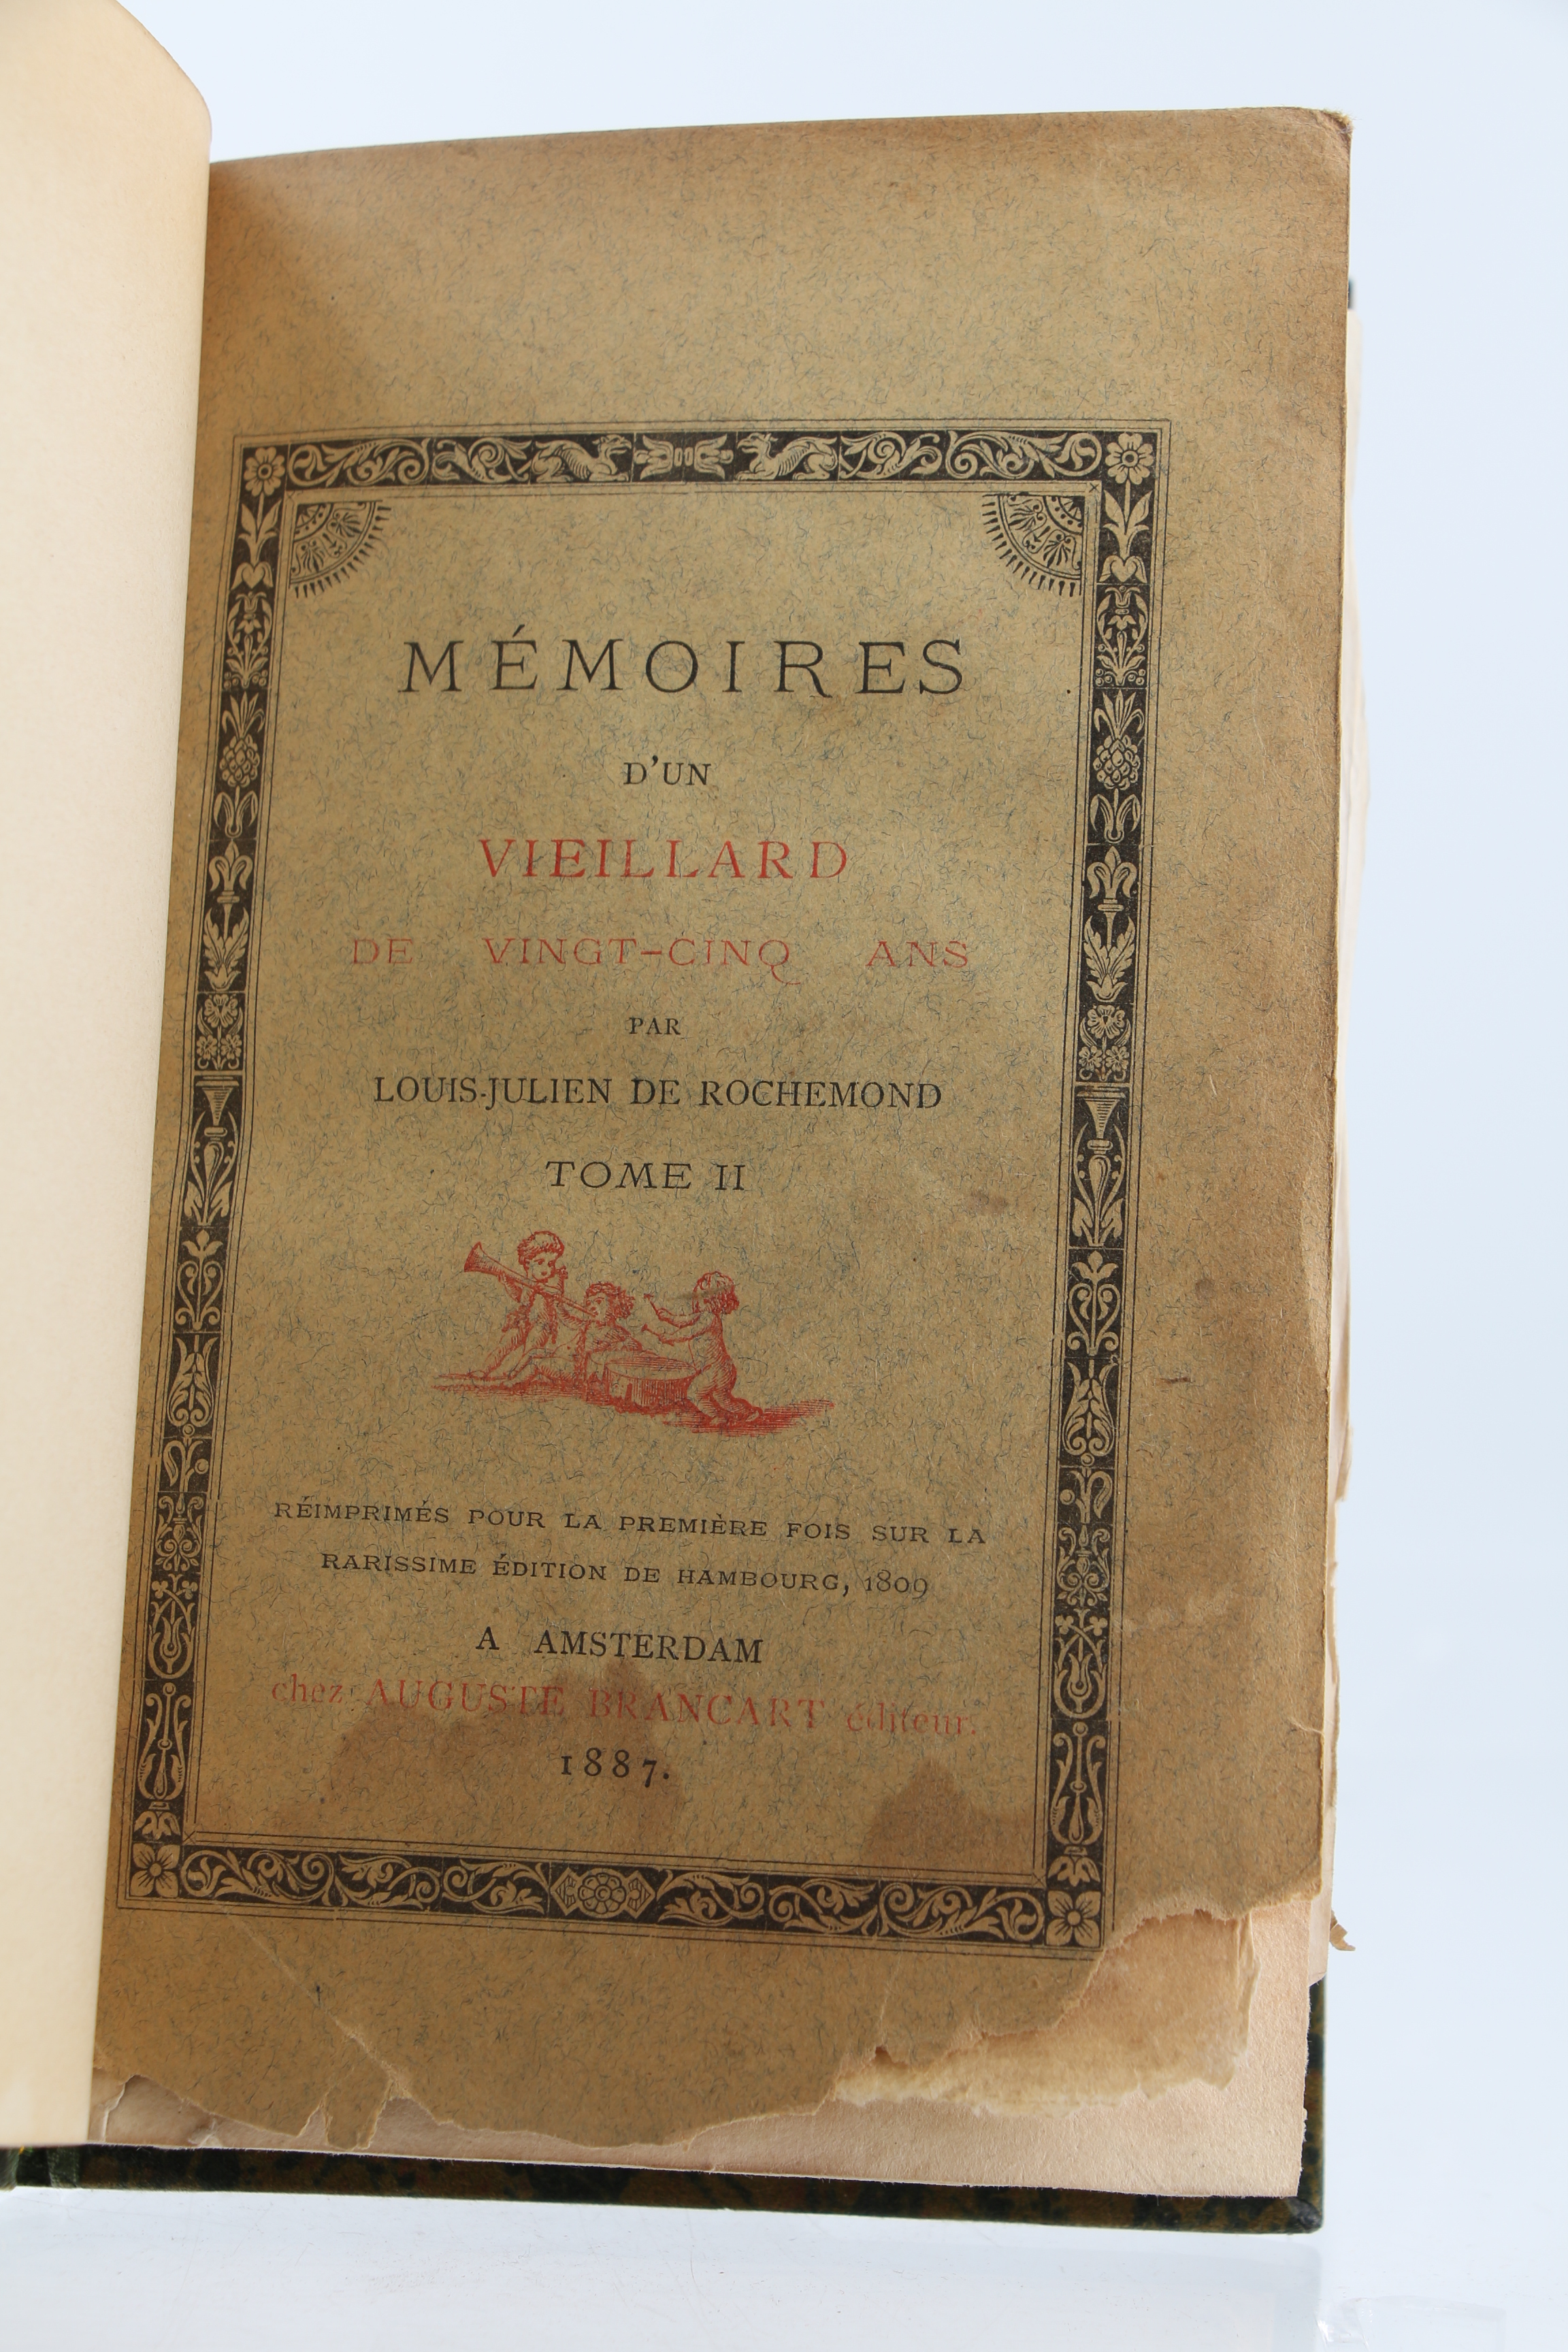 MÉMOIRES
D'UN
VIEILLARD
DE VINGT-CINQ ANS
PAR
LOUIS-JULIEN DE ROCHEMOND
TOME II
RÉIMPRIMÉS POUR LA PREMIÈRE FOIS SUR LA
RARISSIME ÉDITION DE HAMBOURG, 1809
A AMSTERDAM
chez AUGUSTE BRANCART éditeur.
1887.